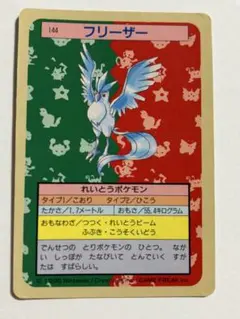 144
フリーザー
れいとうポケモン
タイプ1/こおり タイプ2/ひこう
たかさ/1.7メートル おもさ/55.4キログラム
おもなわざ/つつく・れいとうビーム
ふぶき・こうそくいどう
でんせつの とりポケモンの ひとつ。なが
い しっぽが たなびいて とんでいく すが
たは すばらしい。